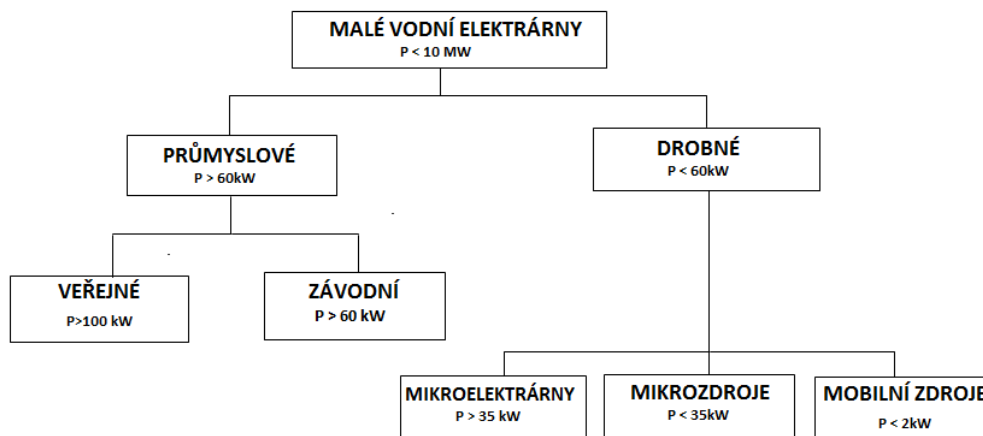 MALÉ VODNÍ ELEKTRÁRNY
P < 10 MW
PRŮMYSLOVÉ
P > 60kW
DROBNÉ
P < 60kW
VEŘEJNÉ
P>100 kW
ZÁVODNÍ
P > 60 kW
MIKROELEKTRÁRNY
P > 35 kW
MIKROZDROJE
P < 35kW
MOBILNÍ ZDROJE
P < 2kW